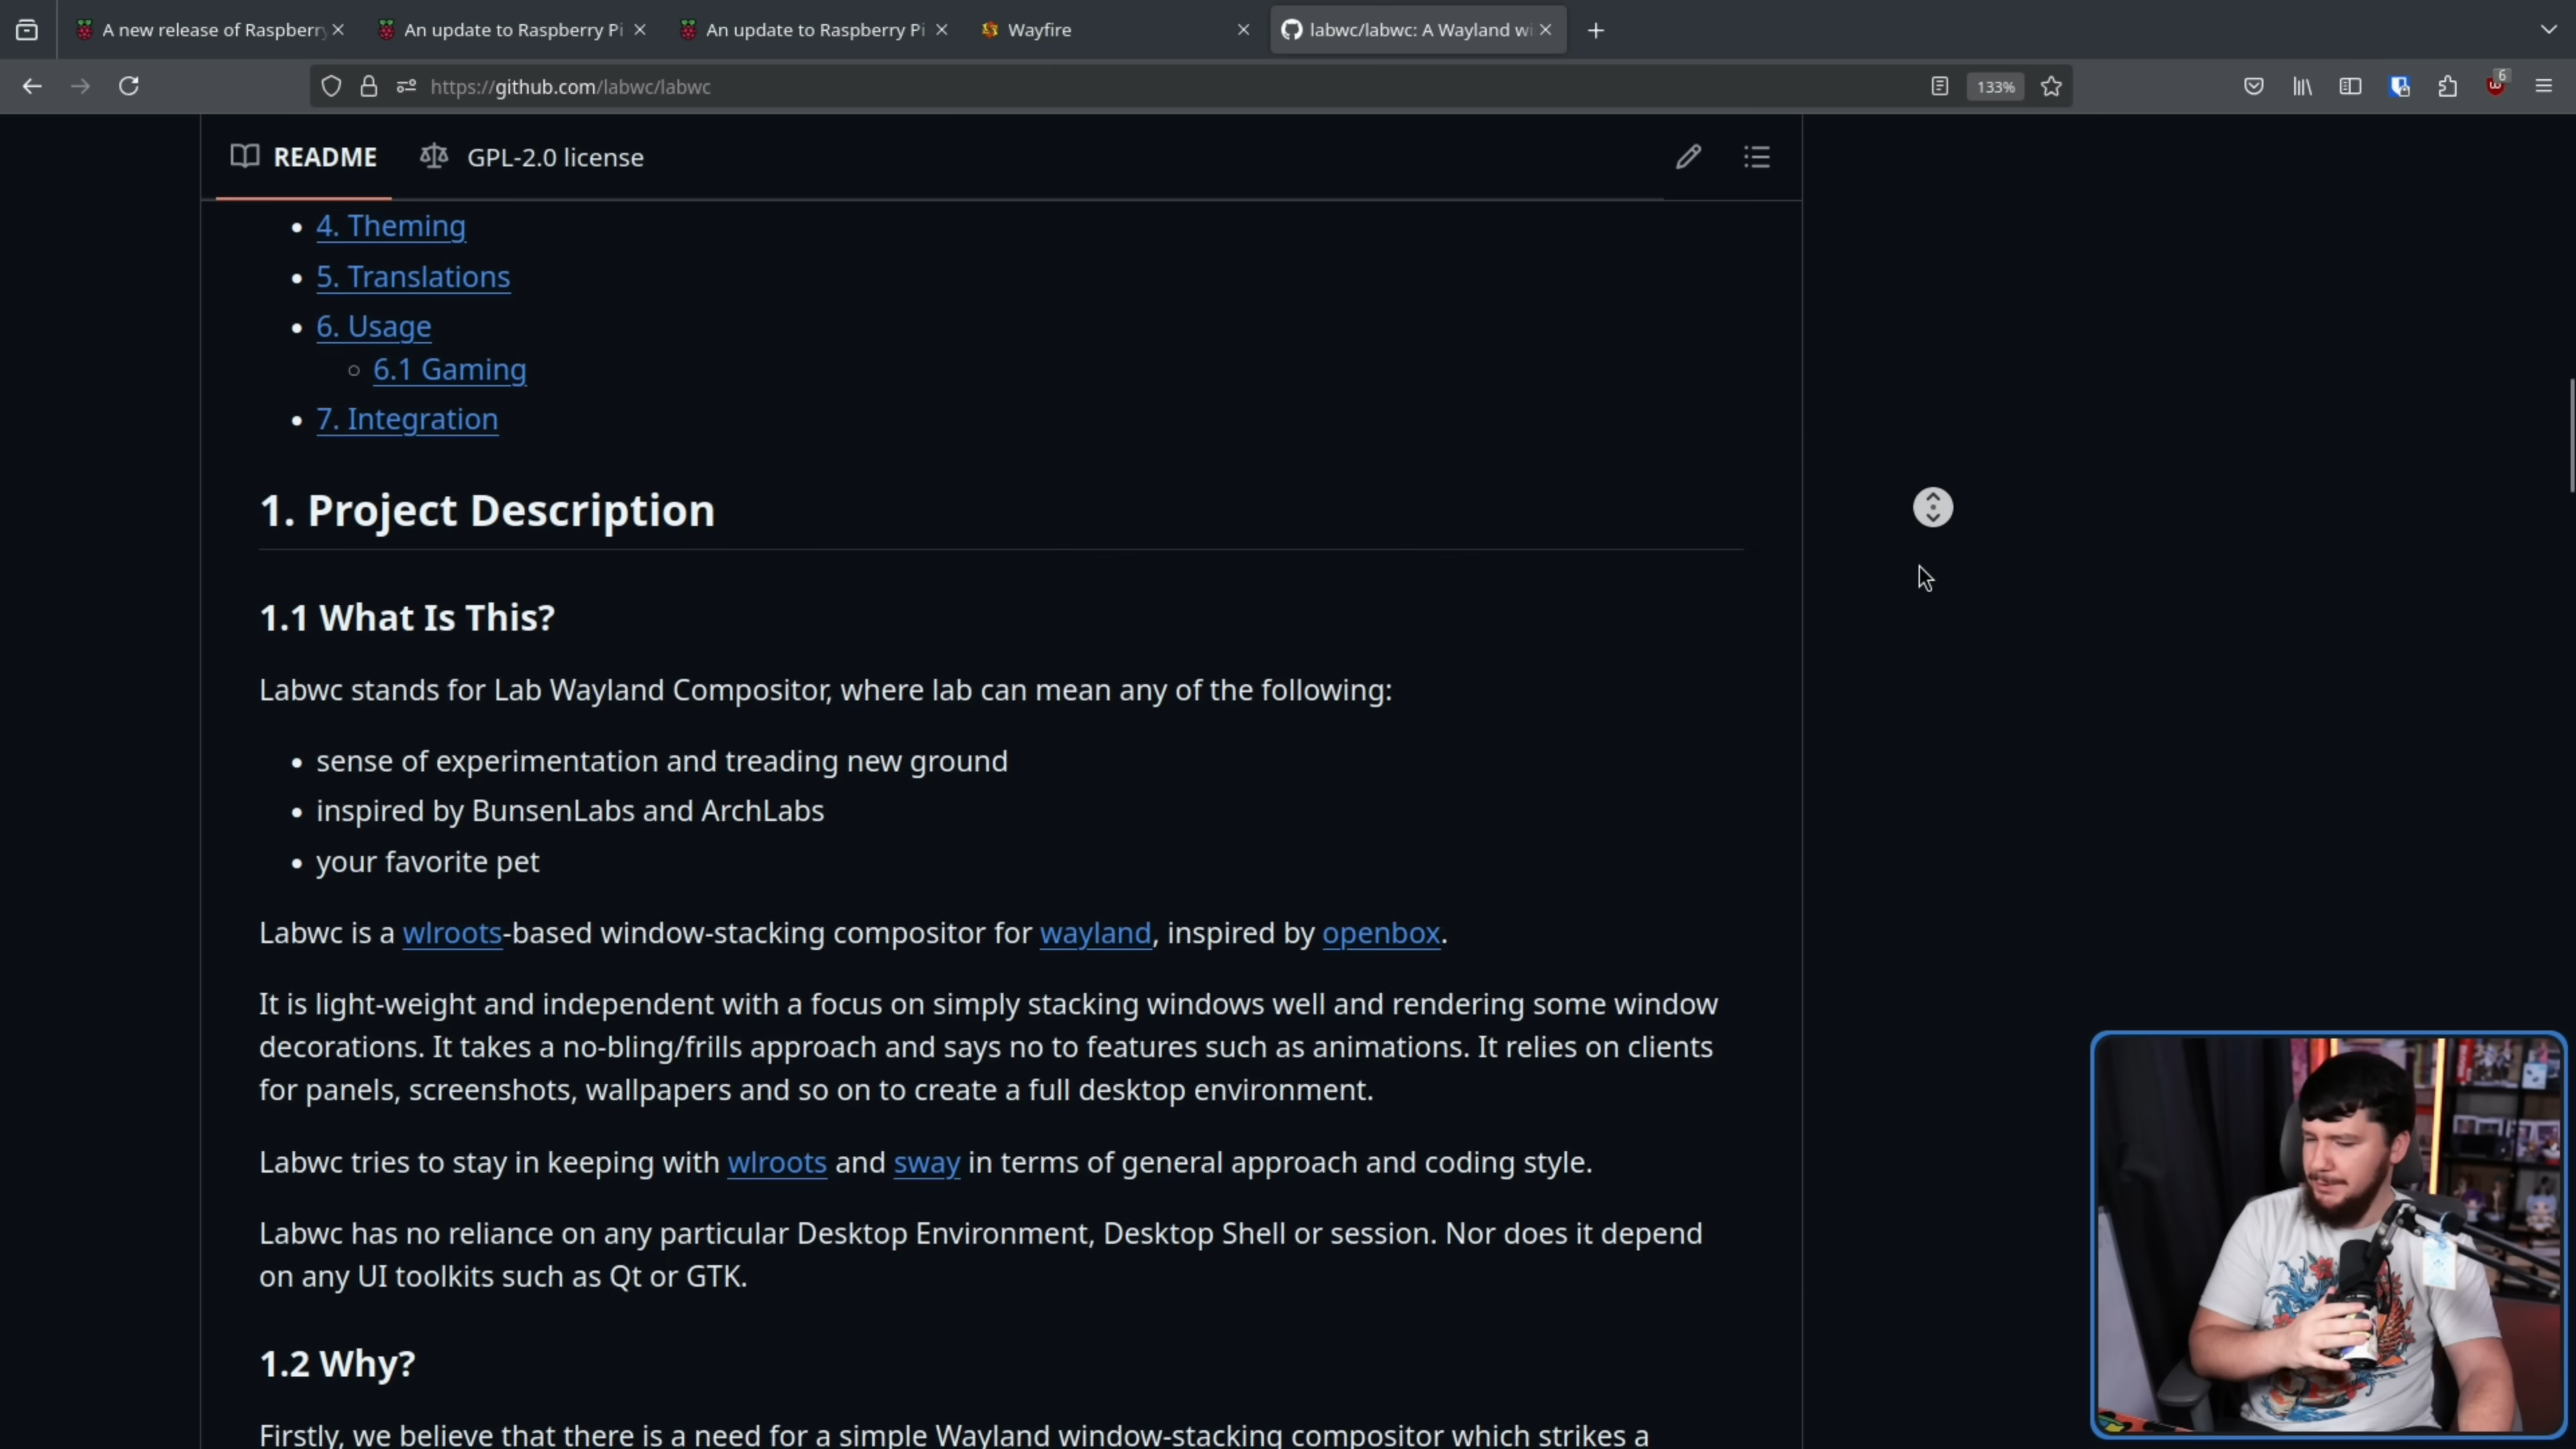 A new release of Raspberry
An update to Raspberry Pi
An update to Raspberry Pi
Wayfire
labwc/labwc: A Wayland wi
https://github.com/labwc/labwc
133%
6
README
GPL-2.0 license
4. Theming
5. Translations
6. Usage
6.1 Gaming
7. Integration
1. Project Description
1.1 What Is This?
Labwc stands for Lab Wayland Compositor, where lab can mean any of the following:
sense of experimentation and treading new ground
inspired by BunsenLabs and ArchLabs
your favorite pet
Labwc is a wlroots-based window-stacking compositor for wayland, inspired by openbox.
It is light-weight and independent with a focus on simply stacking windows well and rendering some window
decorations. It takes a no-bling/frills approach and says no to features such as animations. It relies on clients
for panels, screenshots, wallpapers and so on to create a full desktop environment.
Labwc tries to stay in keeping with wlroots and sway in terms of general approach and coding style.
Labwc has no reliance on any particular Desktop Environment, Desktop Shell or session. Nor does it depend
on any UI toolkits such as Qt or GTK.
1.2 Why?
Firstly, we believe that there is a need for a simple Wayland window-stacking compositor which strikes a